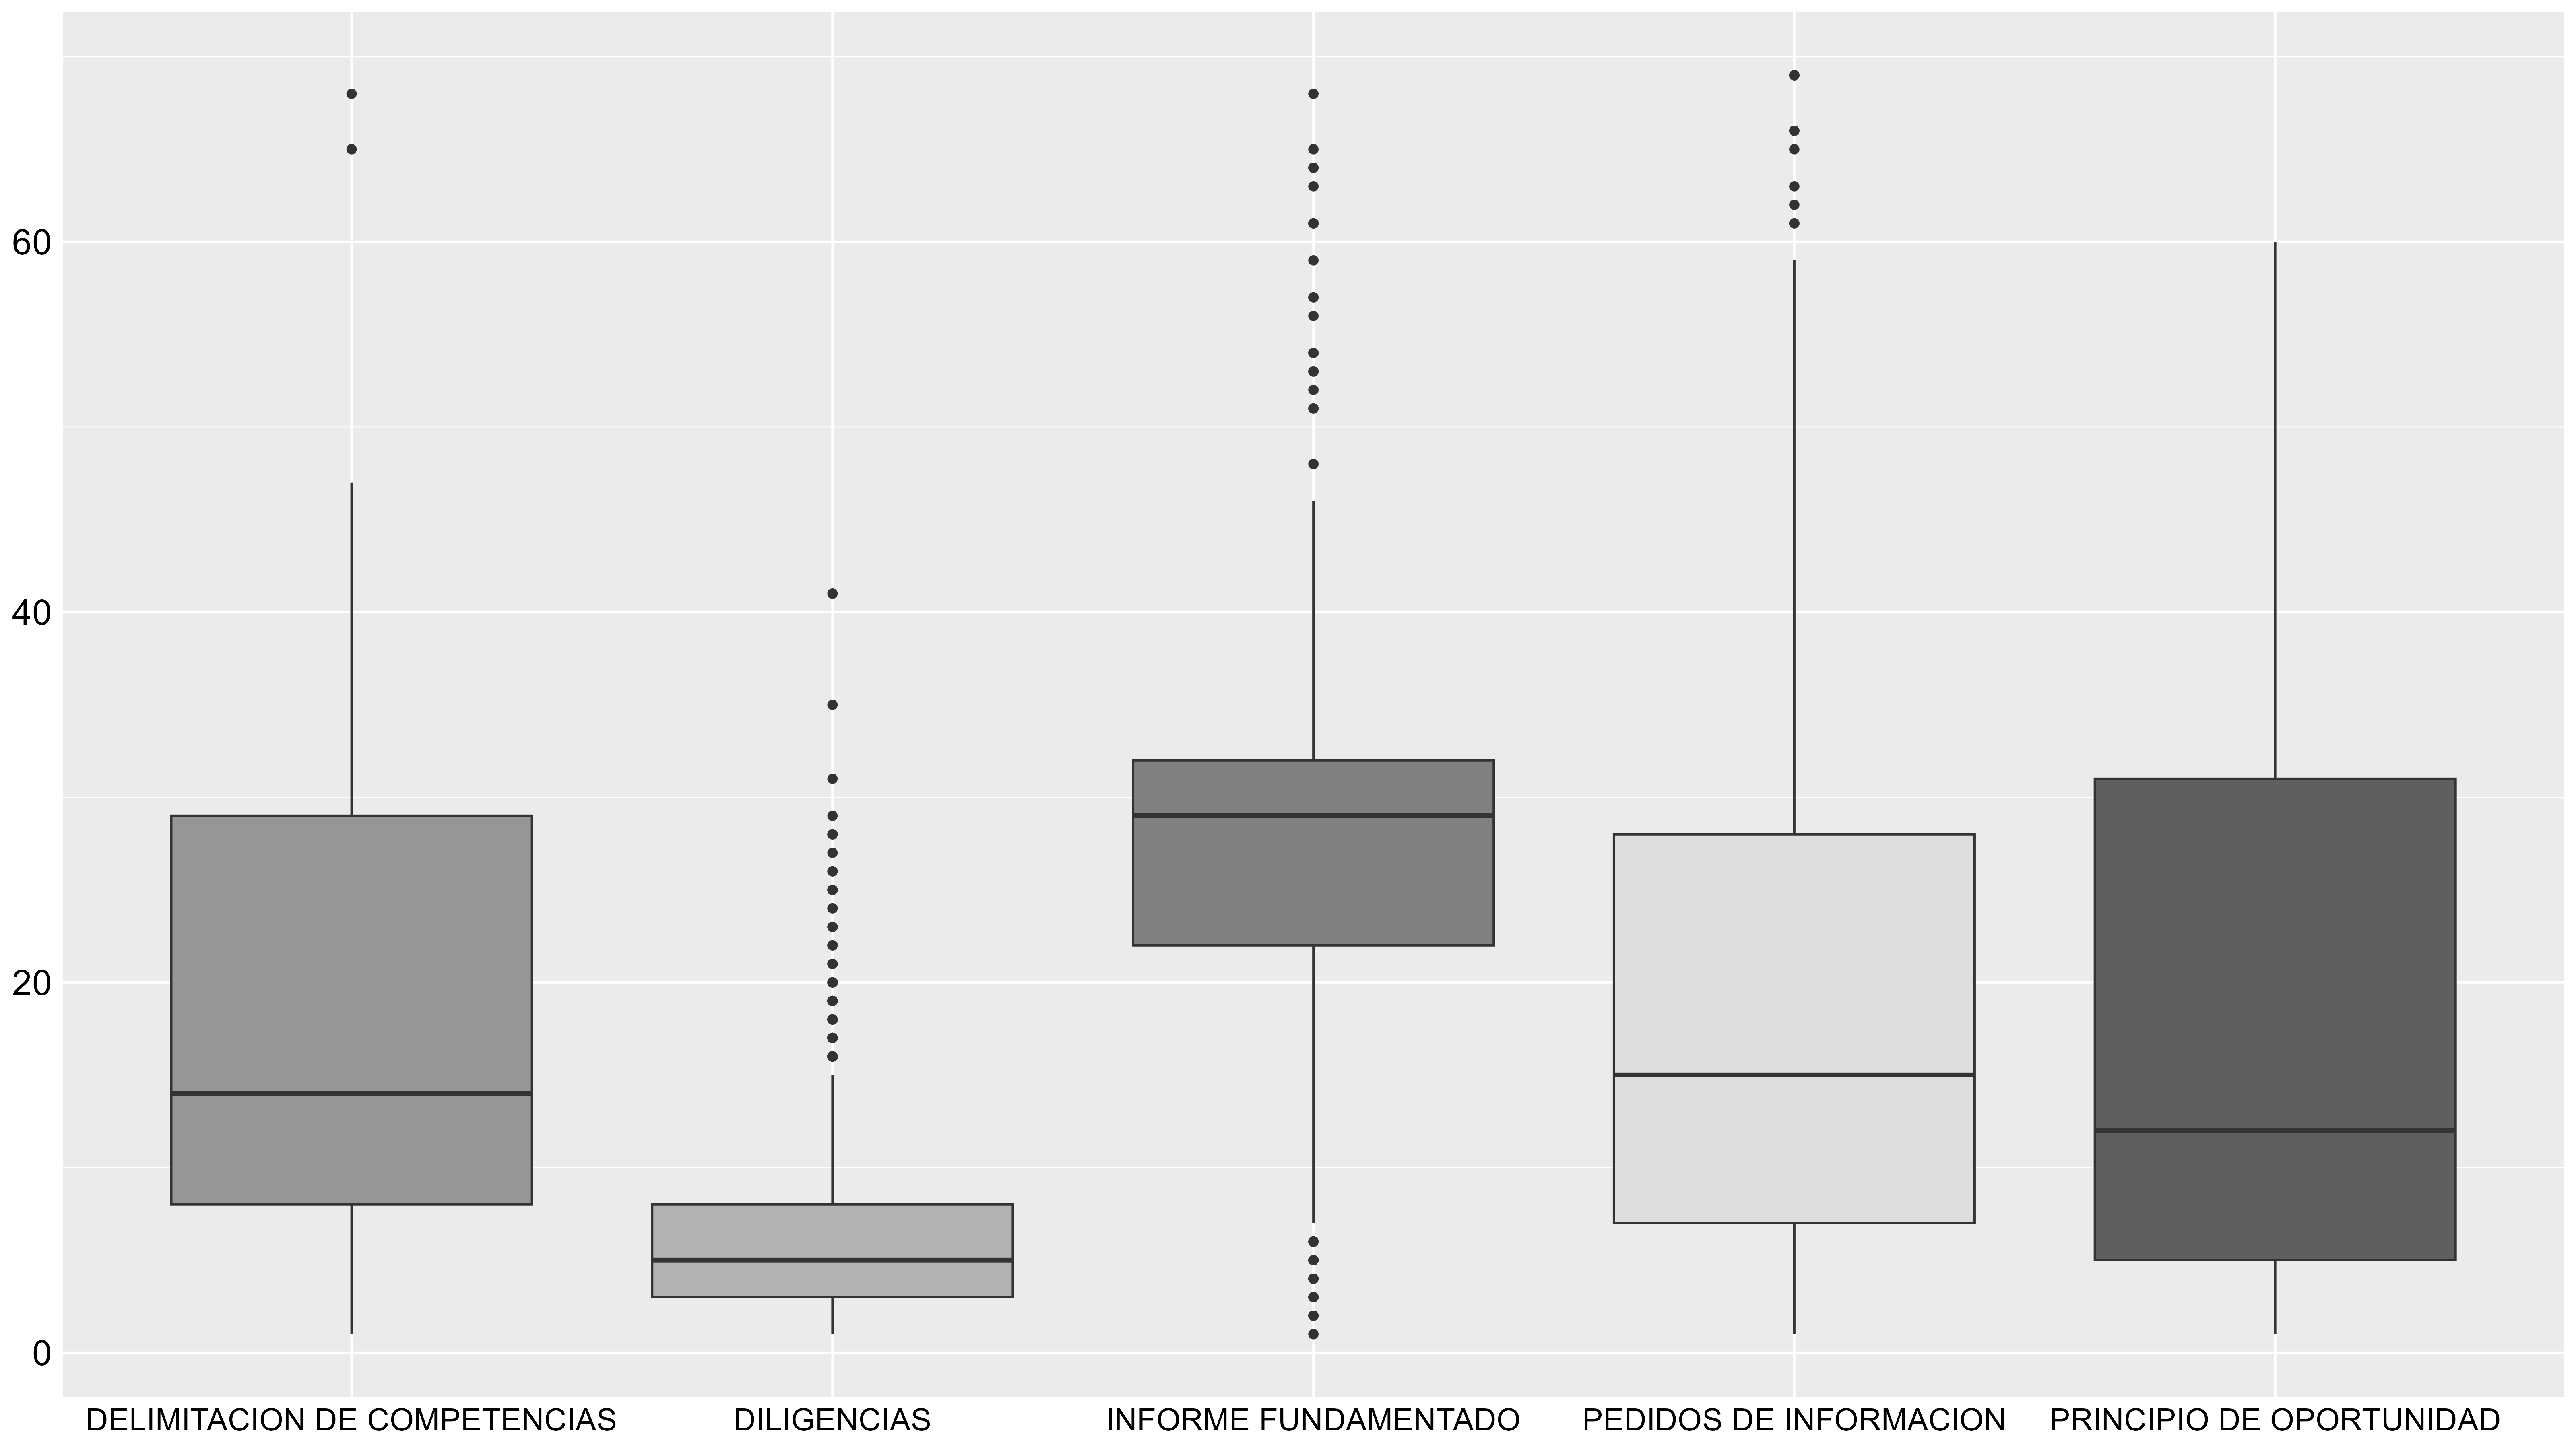 60
40
20
0
DELIMITACION DE COMPETENCIAS DILIGENCIAS INFORME FUNDAMENTADO PEDIDOS DE INFORMACION PRINCIPIO DE OPORTUNIDAD